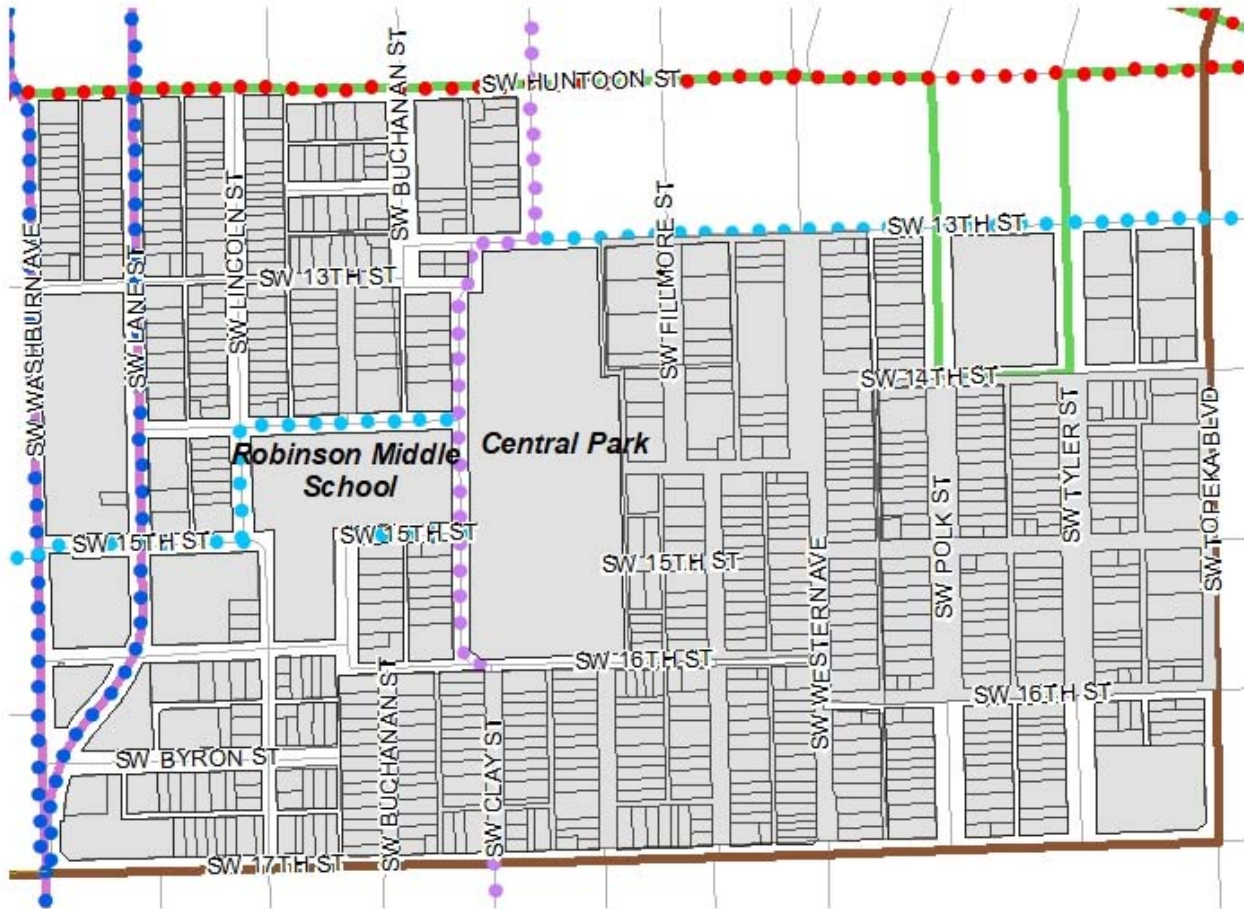 SW HUNTOON ST
SW BUCHANAN ST
SW 13TH ST
SW 13TH ST
SW LINCOLN ST
SW FILLMORE ST
SW WASHBURN AVE
SW LANE ST
SW 14TH ST
Robinson Middle
School
Central Park
SW TYLER ST
SW TOPEKA BLVD
SW POLK ST
SW 15TH ST
SW 15TH ST
SW 15TH ST
SW WESTERN AVE
SW 16TH ST
SW 16TH ST
SW BYRON ST
SW BUCHANAN ST
SW CLAY ST
SW 17TH ST